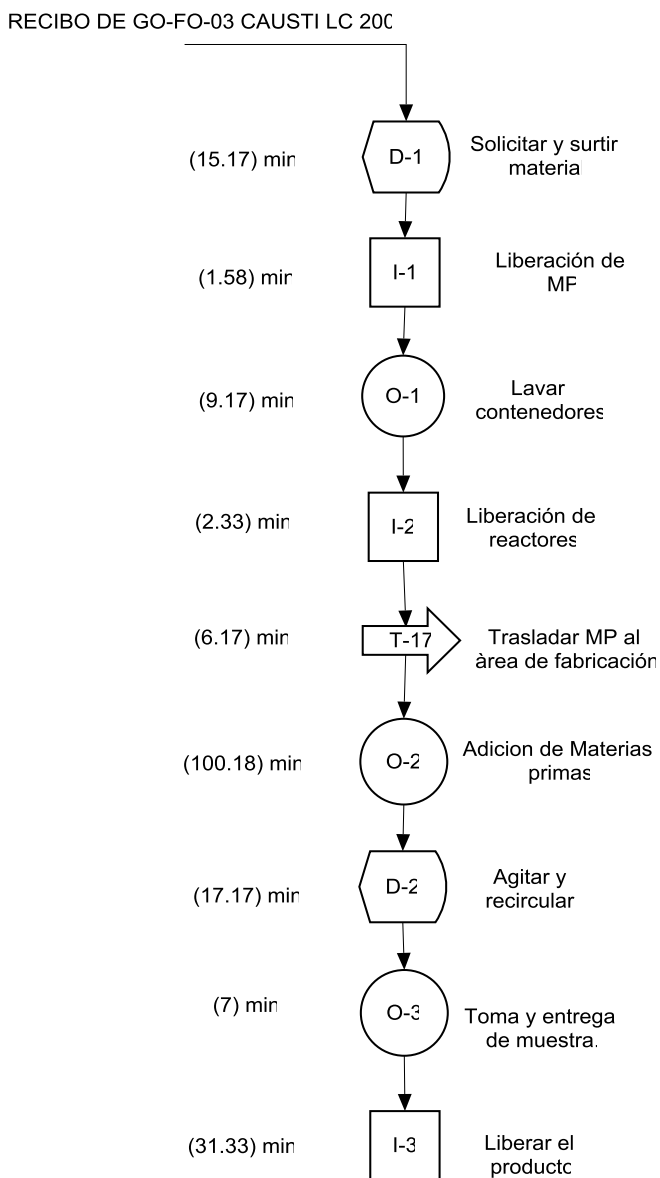 RECIBO DE GO-FO-03 CAUSTI LC 200
(15.17) min
D-1
Solicitar y surtir
material
(1.58) min
I-1
Liberación de
MP
(9.17) min
O-1
Lavar
contenedores
(2.33) min
I-2
Liberación de
reactores
(6.17) min
T-17
Trasladar MP al
àrea de fabricación
(100.18) min
O-2
Adicion de Materias
primas
(17.17) min
D-2
Agitar y
recircular
(7) min
O-3
Toma y entrega
de muestra.
(31.33) min
I-3
Liberar el
producto